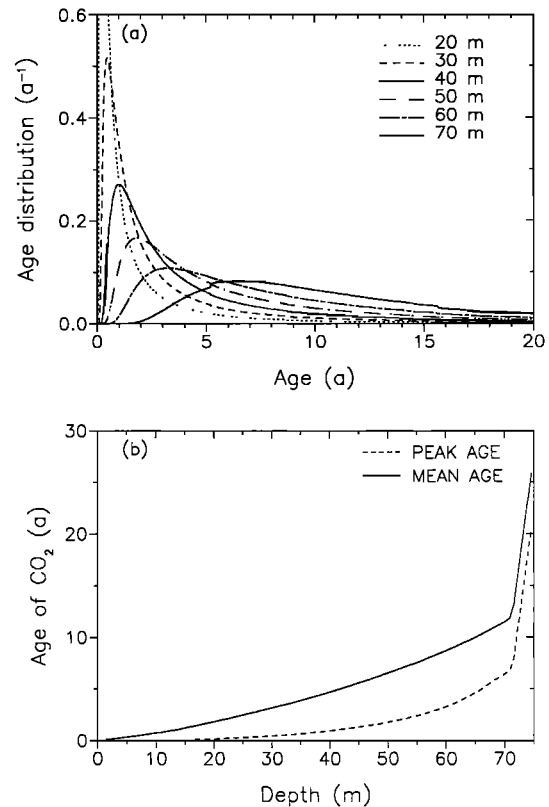 (a)
0.6
0.4
0.2
0.0
Age distribution (a⁻¹)
20 m
30 m
40 m
50 m
60 m
70 m
0 5 10 15 20
Age (a)
(b)
30
20
10
0
Age of CO₂ (a)
PEAK AGE
MEAN AGE
0 10 20 30 40 50 60 70
Depth (m)